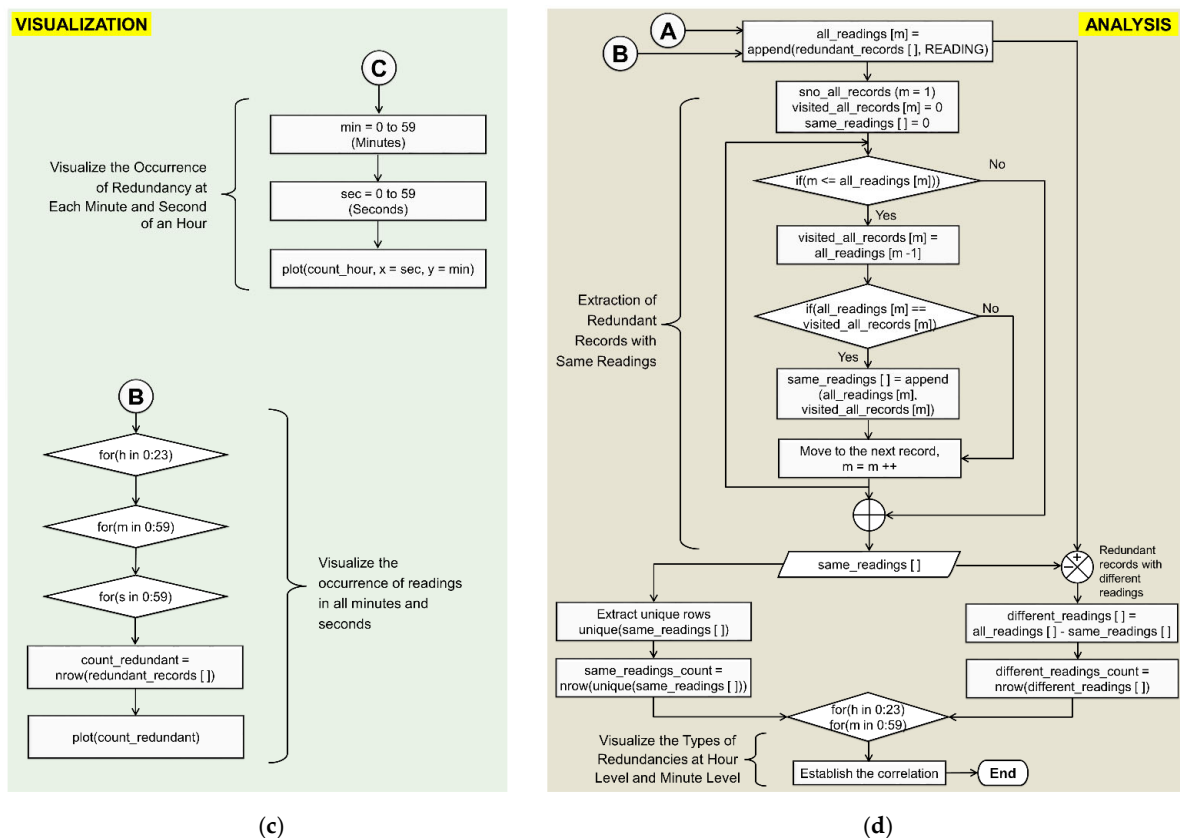 VISUALIZATION
C
min = 0 to 59
(Minutes)
sec = 0 to 59
(Seconds)
plot(count_hour, x = sec, y = min)
Visualize the Occurrence
of Redundancy at
Each Minute and Second
of an Hour
B
for(h in 0:23)
for(m in 0:59)
for(s in 0:59)
count_redundant =
nrow(redundant_records [ ])
plot(count_redundant)
Visualize the
occurrence of readings
in all minutes and
seconds
(c)
ANALYSIS
A
B
all_readings [m] =
append(redundant_records [ ], READING)
sno_all_records (m = 1)
visited_all_records [m] = 0
same_readings [ ] = 0
if(m <= all_readings [m]))
No
Yes
visited_all_records [m] =
all_readings [m -1]
if(all_readings [m] ==
visited_all_records [m])
No
Yes
same_readings [ ] = append
(all_readings [m],
visited_all_records [m])
Move to the next record,
m = m ++
Extraction of
Redundant
Records with
Same Readings
same_readings [ ]
+
−
Redundant
records with
different
readings
Extract unique rows
unique(same_readings [ ])
same_readings_count =
nrow(unique(same_readings [ ]))
different_readings [ ] =
all_readings [ ] - same_readings [ ]
different_readings_count =
nrow(different_readings [ ])
for(h in 0:23)
for(m in 0:59)
Visualize the Types of
Redundancies at Hour
Level and Minute Level
Establish the correlation
End
(d)